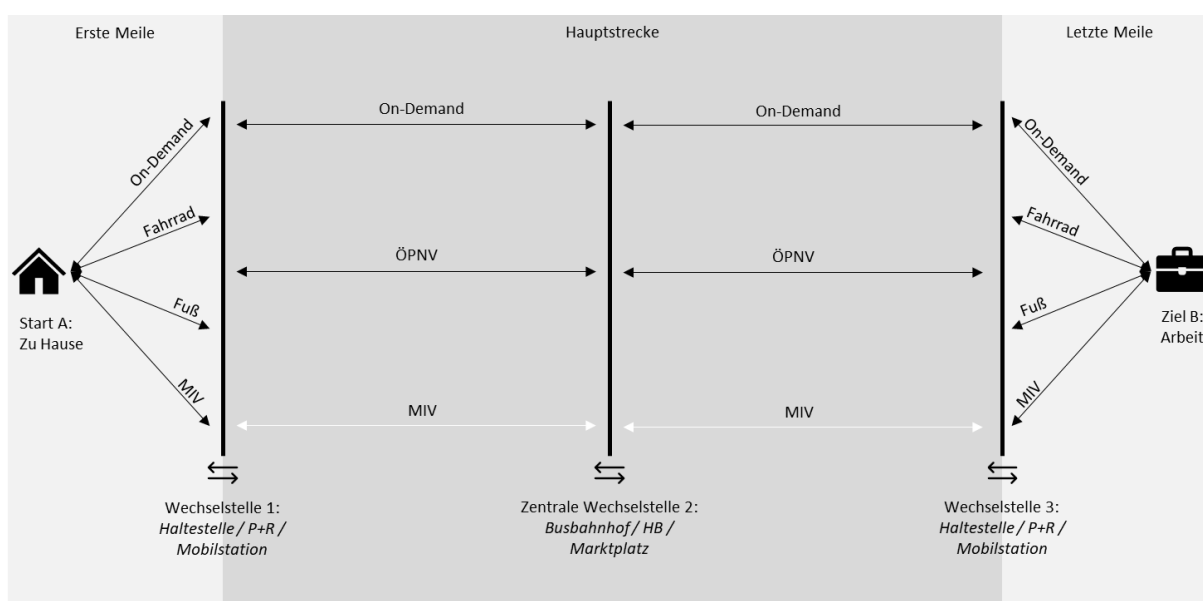 Erste Meile
Hauptstrecke
Letzte Meile
On-Demand
On-Demand
On-Demand
On-Demand
Fahrrad
Fahrrad
ÖPNV
ÖPNV
Fuß
Fuß
Start A:
Zu Hause
Ziel B:
Arbeit
MIV
MIV
MIV
MIV
Wechselstelle 1:
Haltestelle / P+R /
Mobilstation
Zentrale Wechselstelle 2:
Busbahnhof / HB /
Marktplatz
Wechselstelle 3:
Haltestelle / P+R /
Mobilstation